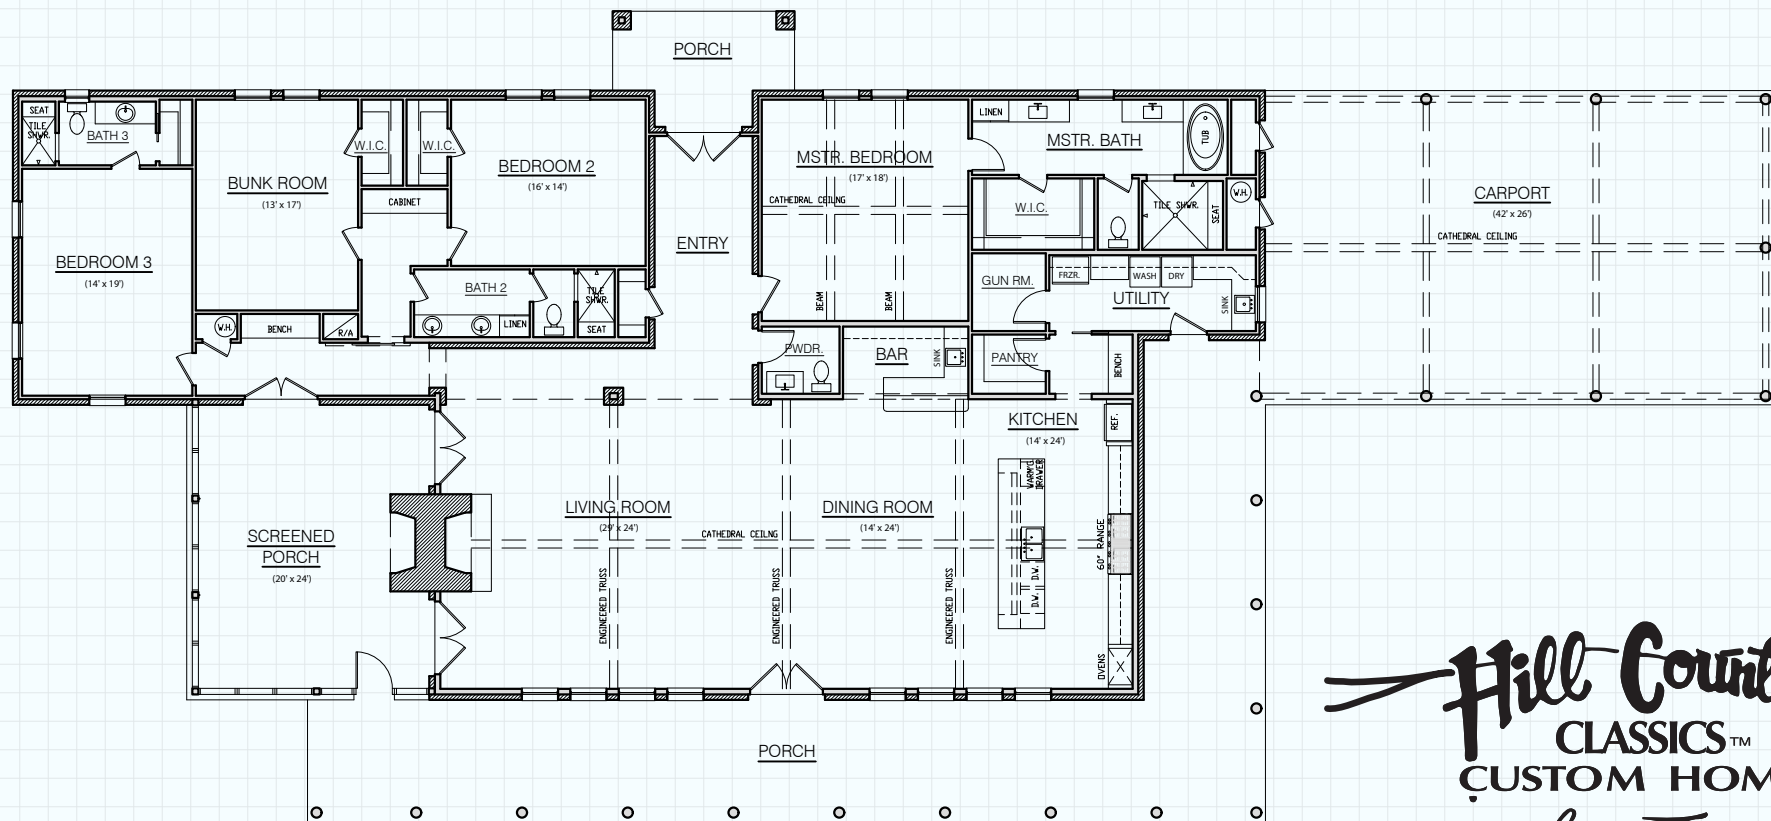 PORCH
SEAT
TILE
SHWR.
BATH 3
BUNK ROOM
(13' x 17')
W.I.C.
W.I.C.
CABINET
BEDROOM 2
(16' x 14')
BEDROOM 3
(14' x 19')
ENTRY
BATH 2
LINEN
TILE
SHWR.
SEAT
W.H.
BENCH
R/A
MSTR. BEDROOM
(17' x 18')
CATHEDRAL CEILNG
BEAM
BEAM
LINEN
MSTR. BATH
TUB
W.I.C.
TILE SHWR.
SEAT
W.H.
GUN RM.
FRZR.
WASH
DRY
UTILITY
SINK
PWDR.
BAR
SINK
PANTRY
BENCH
CARPORT
(42' x 26')
CATHEDRAL CEILING
KITCHEN
(14' x 24')
REF.
WARM'G
DRAWER
D.W.
D.W.
60" RANGE
OVENS
SCREENED
PORCH
(20' x 24')
LIVING ROOM
(29' x 24')
CATHEDRAL CEILNG
DINING ROOM
(14' x 24')
ENGINEERED TRUSS
ENGINEERED TRUSS
ENGINEERED TRUSS
PORCH
Hill Count
CLASSICS™
CUSTOM HOM